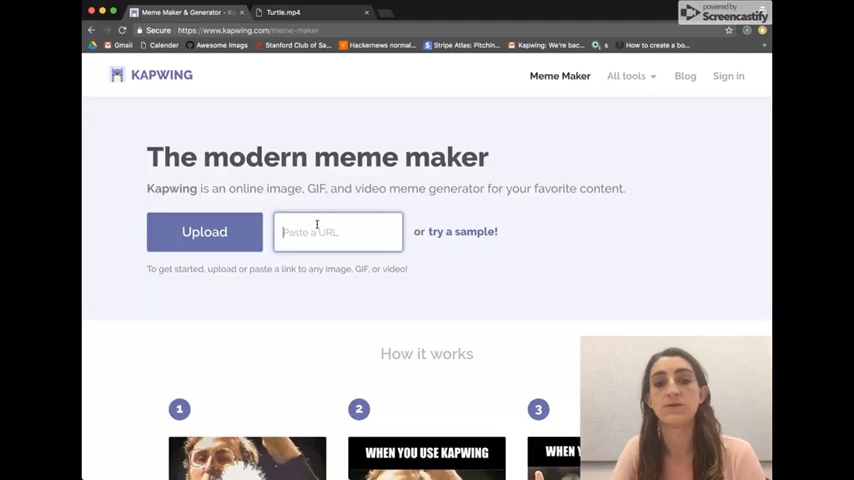 powered by
Screencastify
Meme Maker & Generator - Ka
Turtle.mp4
Secure
https://www.kapwing.com/meme-maker
Gmail
Calender
Awesome Imags
Stanford Club of Sa...
Hackernews normal...
Stripe Atlas: Pitchin...
Kapwing: We're bac...
s
How to create a bo...
»
KAPWING
Meme Maker
All tools
Blog
Sign in
The modern meme maker
Kapwing is an online image, GIF, and video meme generator for your favorite content.
Upload
Paste a URL
or try a sample!
To get started, upload or paste a link to any image, GIF, or video!
How it works
1
2
3
WHEN YOU USE KAPWING
WHEN Y